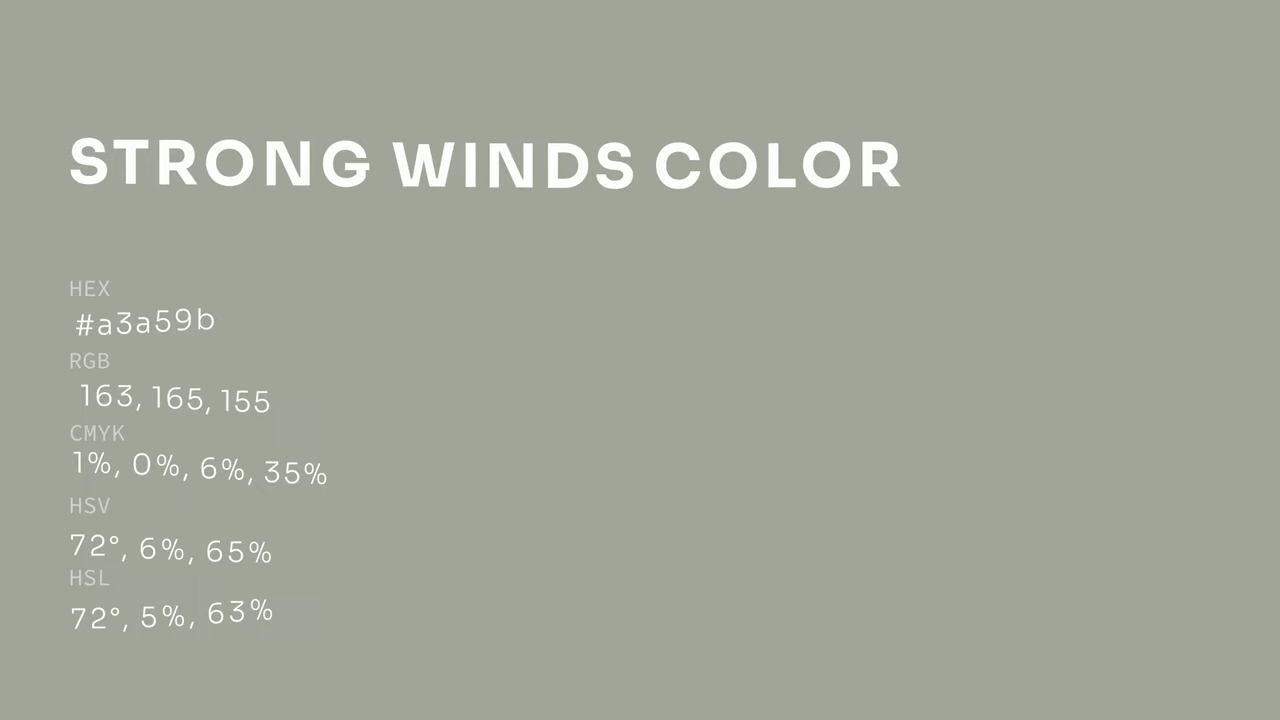 STRONG WINDS COLOR
HEX
#a3a59b
RGB
163, 165, 155
CMYK
1%, 0%, 6%, 35%
HSV
72°, 6%, 65%
HSL
72°, 5%, 63%